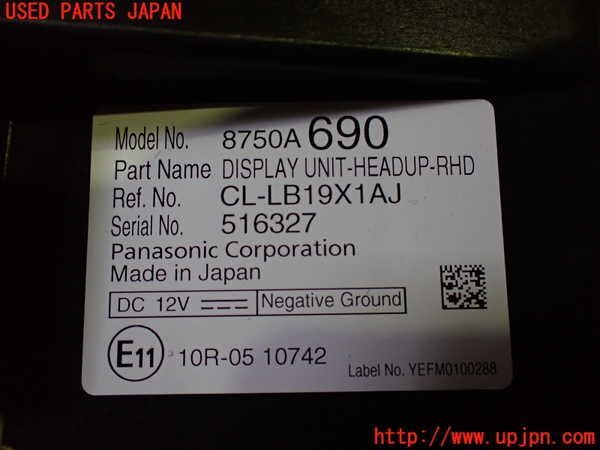 USED PARTS JAPAN
Model No. 8750A 690
Part Name DISPLAY UNIT-HEADUP-RHD
Ref. No. CL-LB19X1AJ
Serial No. 516327
Panasonic Corporation
Made in Japan
DC 12V Negative Ground
E11 10R-05 10742
Label No. YEFM0100288
http://www.upjpn.com/